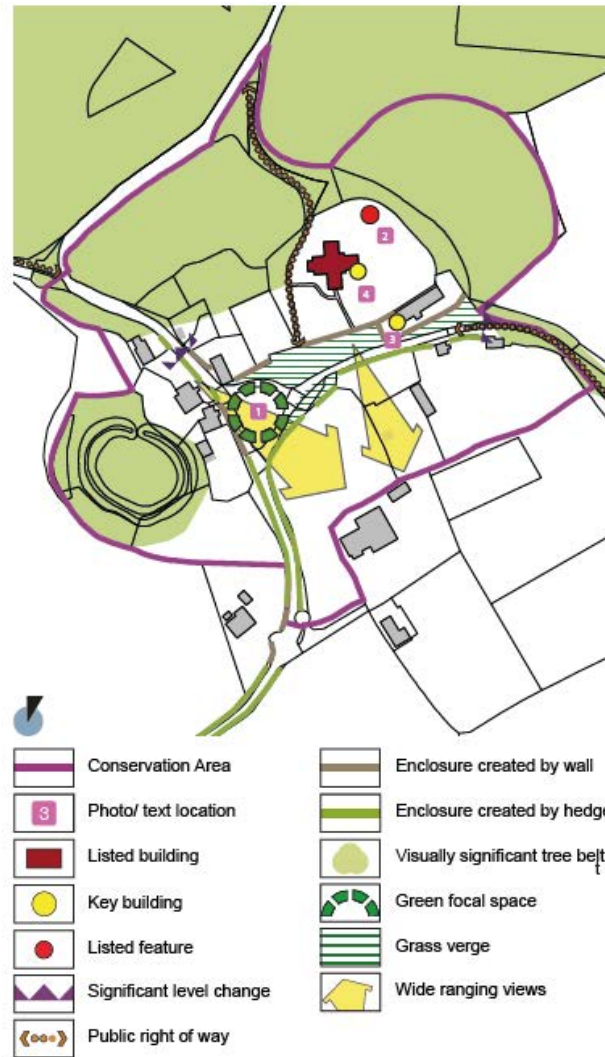 2
4
3
1
Conservation Area
3
Photo/ text location
Listed building
Key building
Listed feature
Significant level change
Public right of way
Enclosure created by wall
Enclosure created by hedge
Visually significant tree belt
t
Green focal space
Grass verge
Wide ranging views